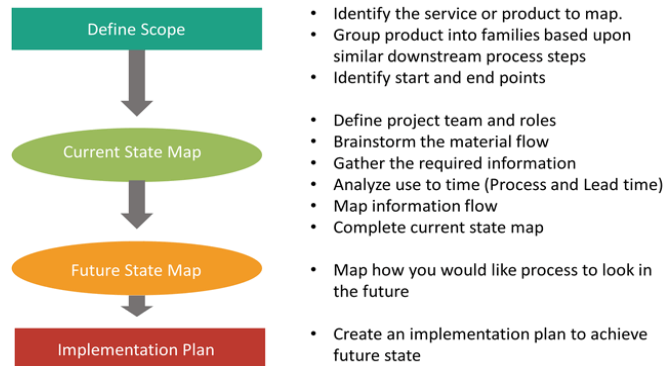 Define Scope
• Identify the service or product to map.
• Group product into families based upon
similar downstream process steps
• Identify start and end points
Current State Map
• Define project team and roles
• Brainstorm the material flow
• Gather the required information
• Analyze use to time (Process and Lead time)
• Map information flow
• Complete current state map
Future State Map
• Map how you would like process to look in
the future
Implementation Plan
• Create an implementation plan to achieve
future state